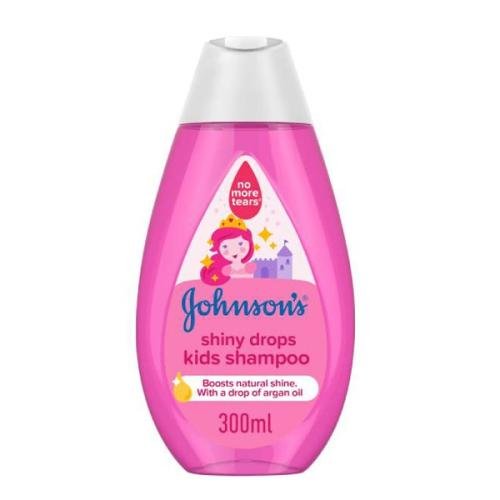 no
more
tears®
Johnson's®
shiny drops
kids shampoo
Boosts natural shine.
With a drop of argan oil
300ml